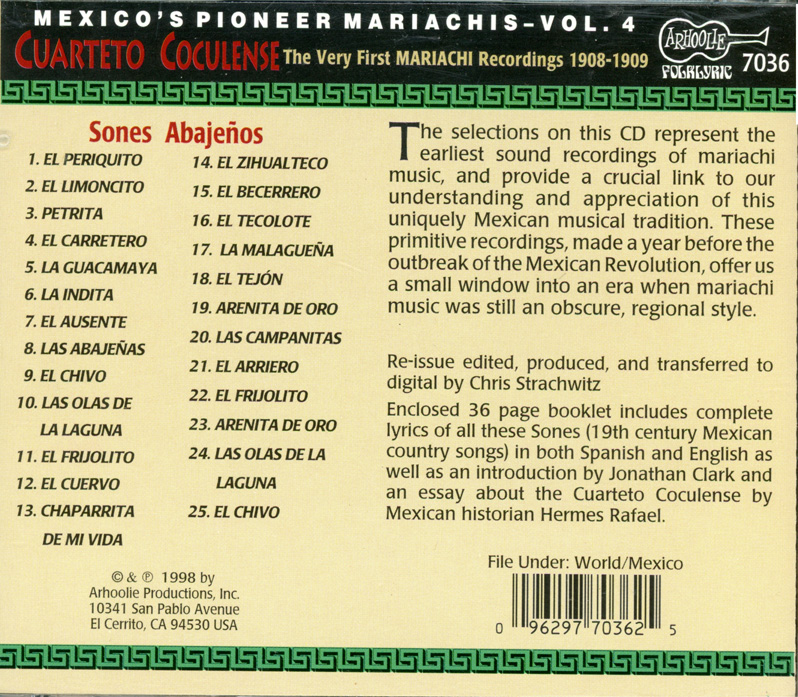 MEXICO'S PIONEER MARIACHIS–VOL. 4
CUARTETO COCULENSE The Very First MARIACHI Recordings 1908-1909
ARHOOLIE
FOLKLYRIC
7036
Sones Abajeños
1. EL PERIQUITO
2. EL LIMONCITO
3. PETRITA
4. EL CARRETERO
5. LA GUACAMAYA
6. LA INDITA
7. EL AUSENTE
8. LAS ABAJEÑAS
9. EL CHIVO
10. LAS OLAS DE
LA LAGUNA
11. EL FRIJOLITO
12. EL CUERVO
13. CHAPARRITA
DE MI VIDA
14. EL ZIHUALTECO
15. EL BECERRERO
16. EL TECOLOTE
17. LA MALAGUEÑA
18. EL TEJÓN
19. ARENITA DE ORO
20. LAS CAMPANITAS
21. EL ARRIERO
22. EL FRIJOLITO
23. ARENITA DE ORO
24. LAS OLAS DE LA
LAGUNA
25. EL CHIVO
© & ℗ 1998 by
Arhoolie Productions, Inc.
10341 San Pablo Avenue
El Cerrito, CA 94530 USA
The selections on this CD represent the
earliest sound recordings of mariachi
music, and provide a crucial link to our
understanding and appreciation of this
uniquely Mexican musical tradition. These
primitive recordings, made a year before the
outbreak of the Mexican Revolution, offer us
a small window into an era when mariachi
music was still an obscure, regional style.
Re-issue edited, produced, and transferred to
digital by Chris Strachwitz
Enclosed 36 page booklet includes complete
lyrics of all these Sones (19th century Mexican
country songs) in both Spanish and English as
well as an introduction by Jonathan Clark and
an essay about the Cuarteto Coculense by
Mexican historian Hermes Rafael.
File Under: World/Mexico
0 96297 70362 5